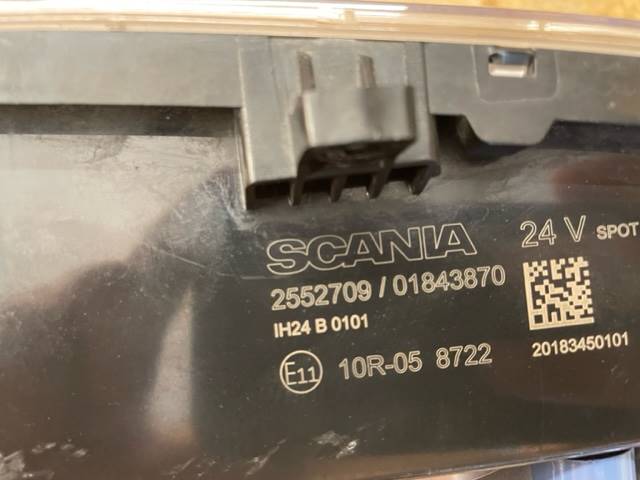 SCANIA 24 V SPOT
2552709 / 01843870
IH24 B 0101
E11 10R-05 8722
20183450101